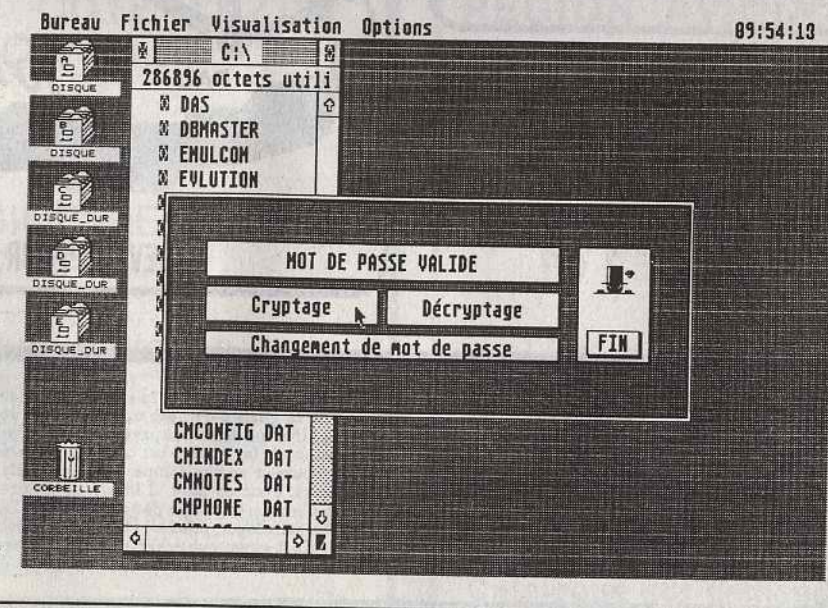 Bureau Fichier Visualisation Options 09:54:13
C:\
286896 octets utili
DAS
DBMASTER
EMULCOM
EVLUTION
A
DISQUE
B
DISQUE
C
DISQUE_DUR
D
DISQUE_DUR
E
DISQUE_DUR
CORBEILLE
MOT DE PASSE VALIDE
Cryptage
Décryptage
Changement de mot de passe
FIN
CMCONFIG DAT
CMINDEX DAT
CMNOTES DAT
CMPHONE DAT